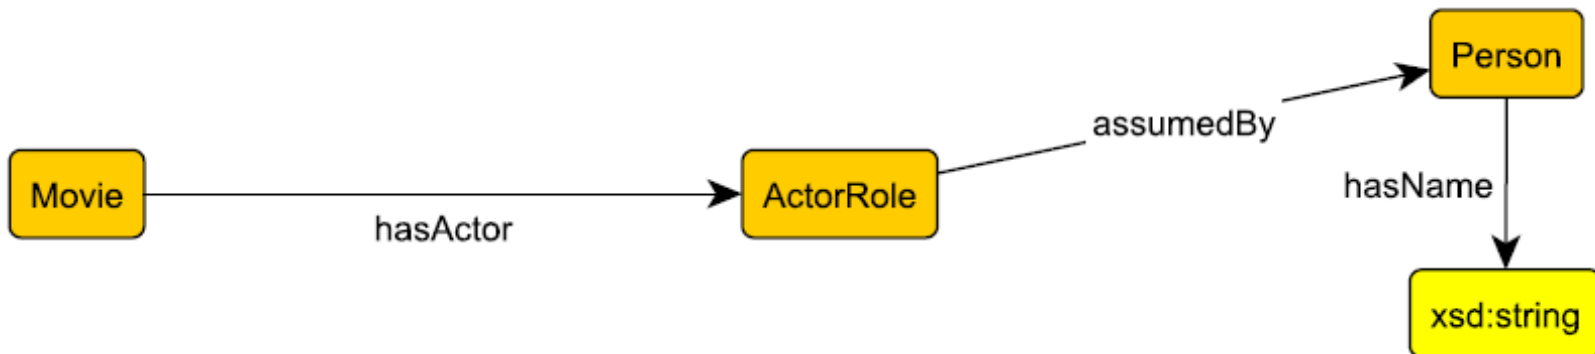 Person
assumedBy
Movie
ActorRole
hasName
hasActor
xsd:string